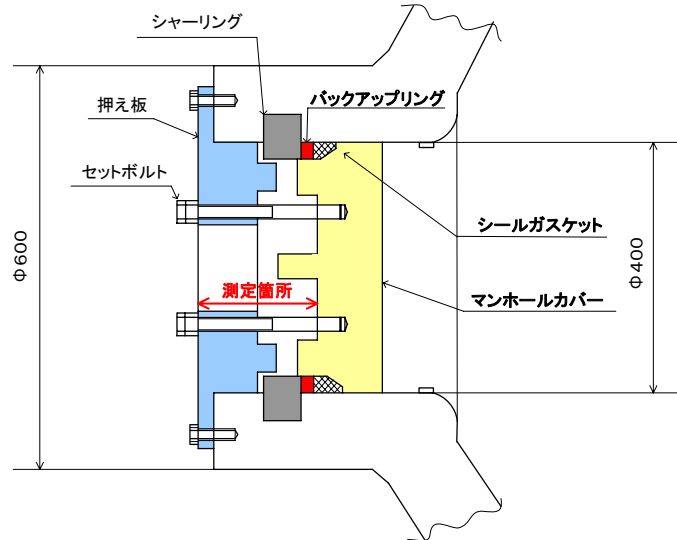 シャーリング
バックアップリング
押え板
セットボルト
シールガスケット
Φ600
Φ400
測定箇所
マンホールカバー